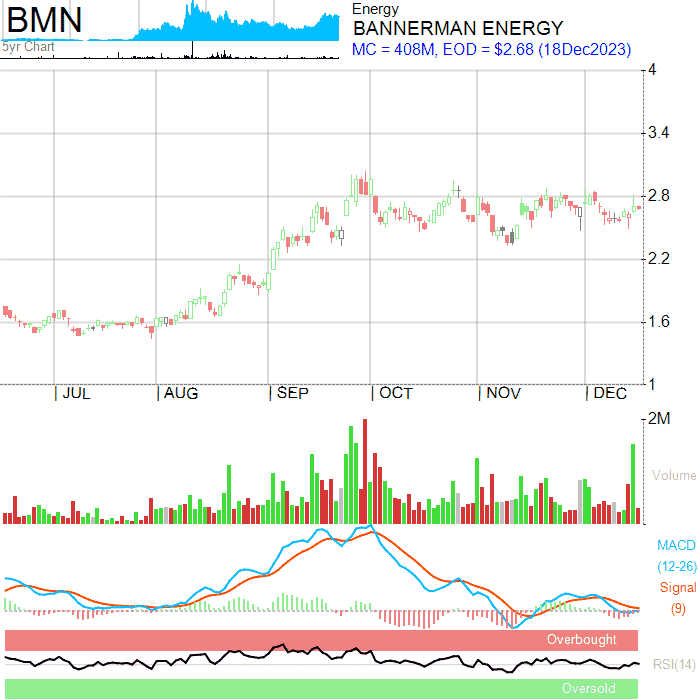 BMN
5yr Chart
Energy
BANNERMAN ENERGY
MC = 408M, EOD = $2.68 (18Dec2023)
4
3.4
2.8
2.2
1.6
1
| JUL | AUG | SEP | OCT | NOV | DEC
2M
Volume
MACD
(12-26)
Signal
(9)
Overbought
RSI(14)
Oversold